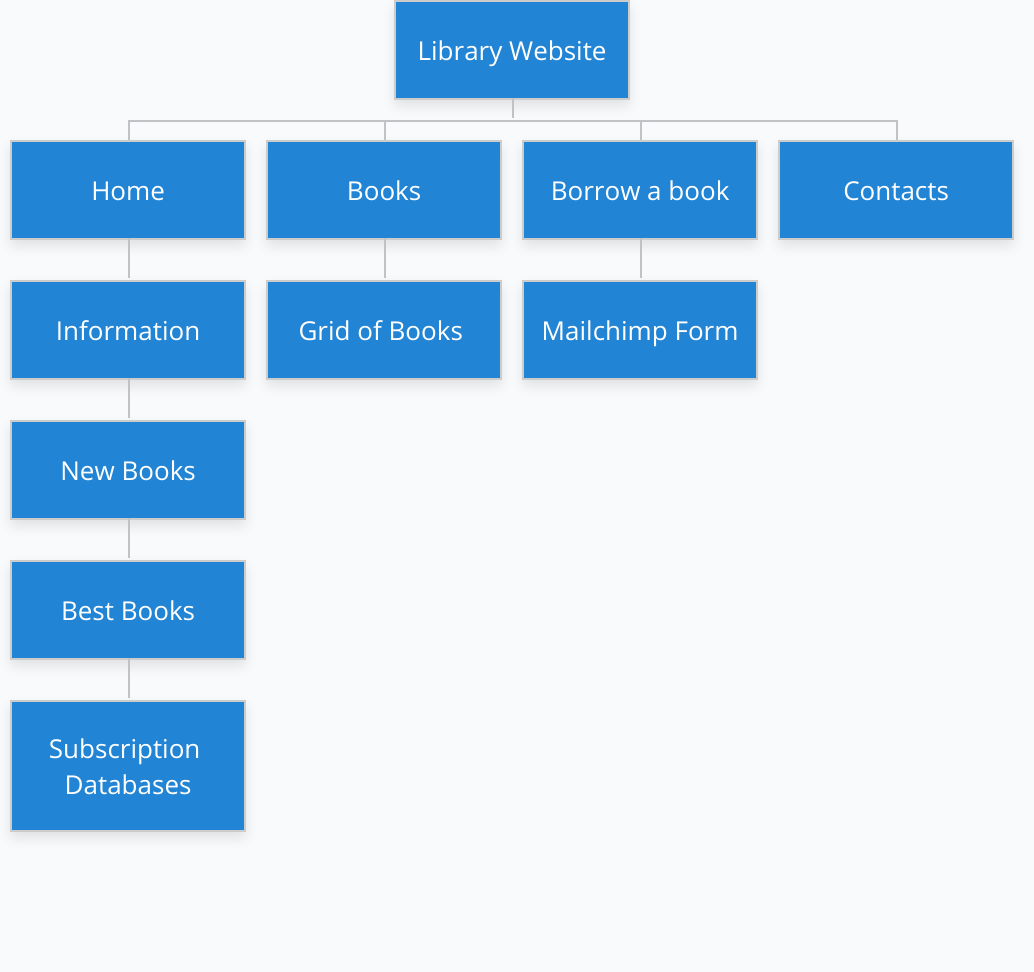 Library Website
Home
Books
Borrow a book
Contacts
Information
Grid of Books
Mailchimp Form
New Books
Best Books
Subscription
Databases